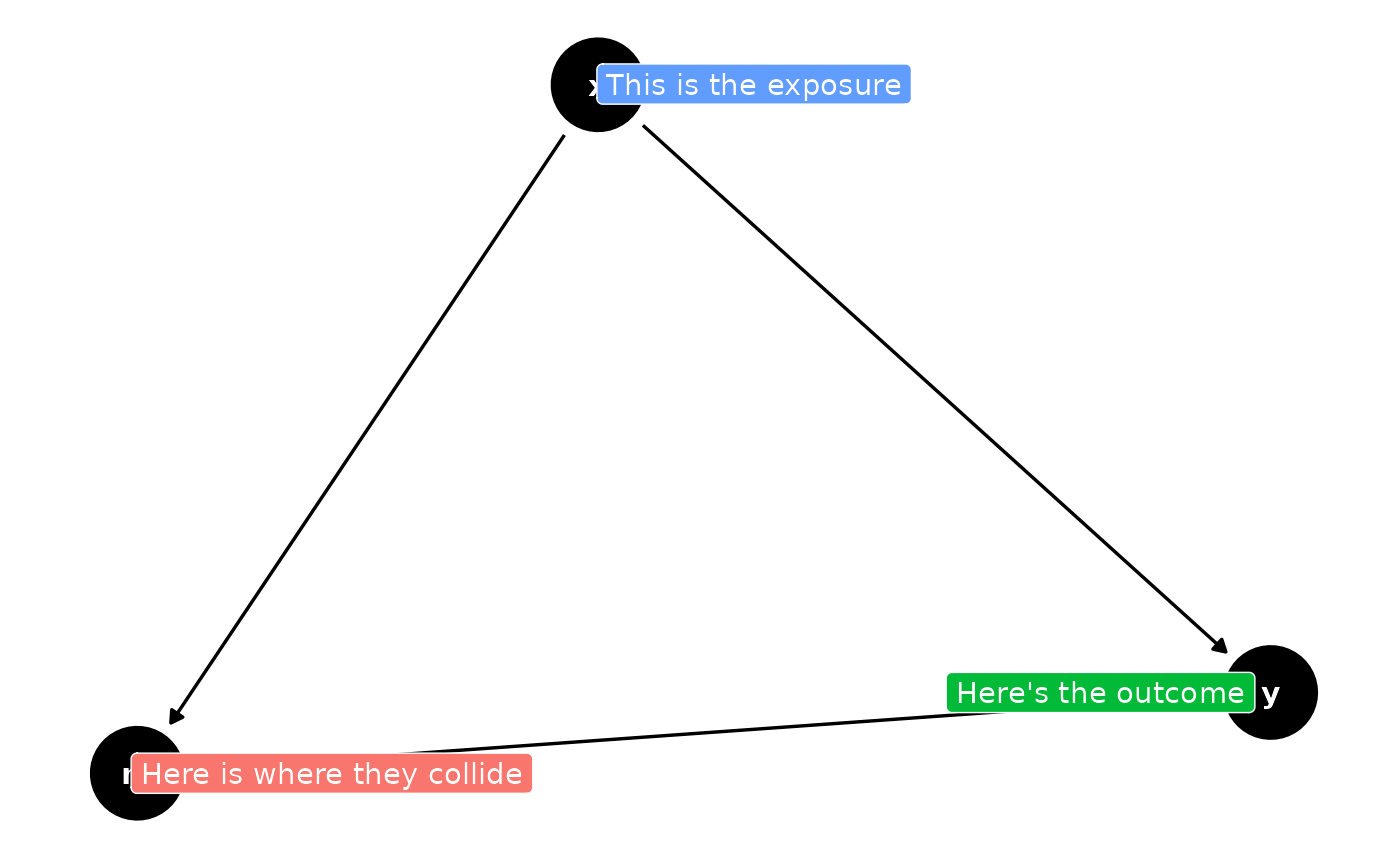 This is the exposure
Here's the outcome
y
Here is where they collide